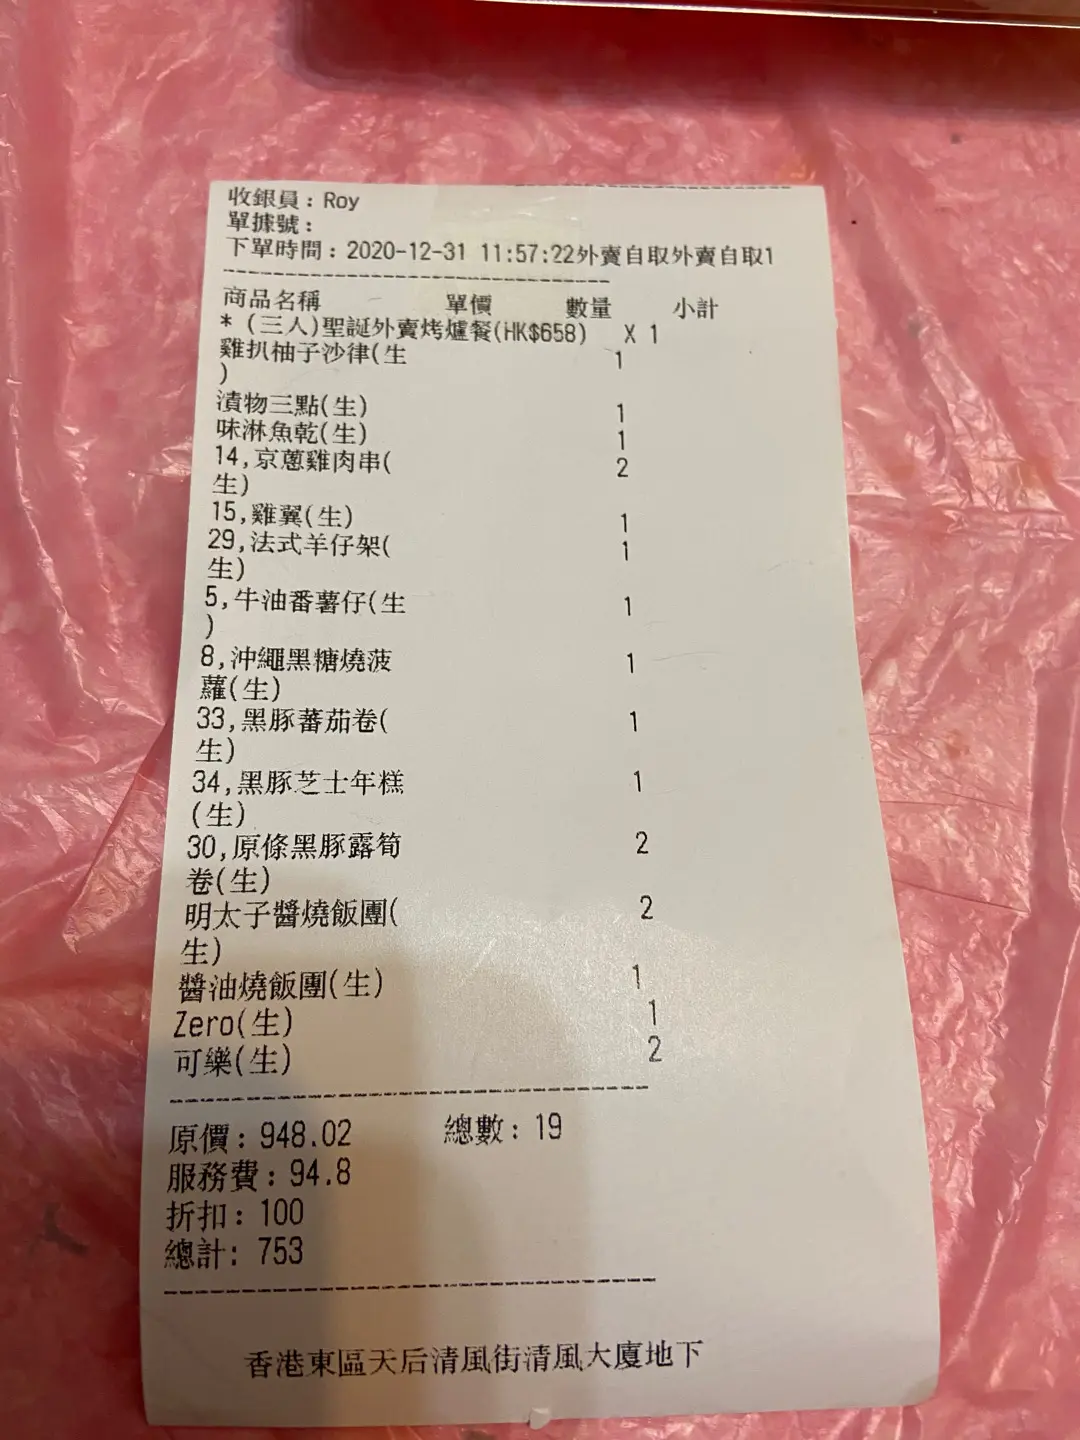 收銀員：Roy
單據號：
下單時間：2020-12-31 11:57:22外賣自取外賣自取1
商品名稱 單價 數量 小計
* (三人)聖誕外賣烤爐餐(HK$658) X 1
雞扒柚子沙律(生 1
)
漬物三點(生) 1
味淋魚乾(生) 1
14,京蔥雞肉串( 2
生)
15,雞翼(生) 1
29,法式羊仔架( 1
生)
5,牛油番薯仔(生 1
)
8,沖繩黑糖燒菠 1
蘿(生)
33,黑豚蕃茄卷( 1
生)
34,黑豚芝士年糕 1
(生)
30,原條黑豚露筍 2
卷(生)
明太子醬燒飯團( 2
生)
醬油燒飯團(生) 1
Zero(生) 1
可樂(生) 2
原價：948.02 總數：19
服務費：94.8
折扣：100
總計：753
香港東區天后清風街清風大廈地下